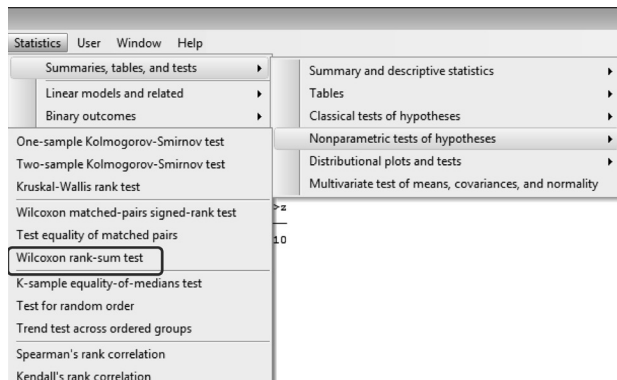 Statistics User Window Help
Summaries, tables, and tests
Linear models and related
Binary outcomes
Summary and descriptive statistics
Tables
Classical tests of hypotheses
Nonparametric tests of hypotheses
Distributional plots and tests
Multivariate test of means, covariances, and normality
One-sample Kolmogorov-Smirnov test
Two-sample Kolmogorov-Smirnov test
Kruskal-Wallis rank test
Wilcoxon matched-pairs signed-rank test
Test equality of matched pairs
Wilcoxon rank-sum test
K-sample equality-of-medians test
Test for random order
Trend test across ordered groups
Spearman's rank correlation
Kendall's rank correlation
>z
10